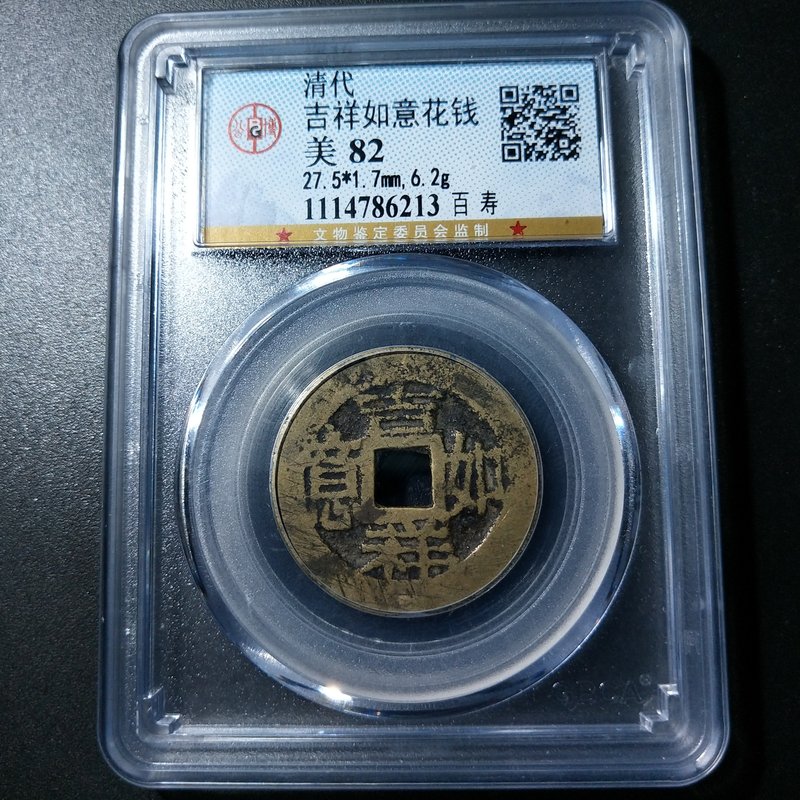 清代
吉祥如意花钱
美 82
27.5*1.7mm,6.2g
1114786213 百寿
文物鉴定委员会监制
吉祥如意